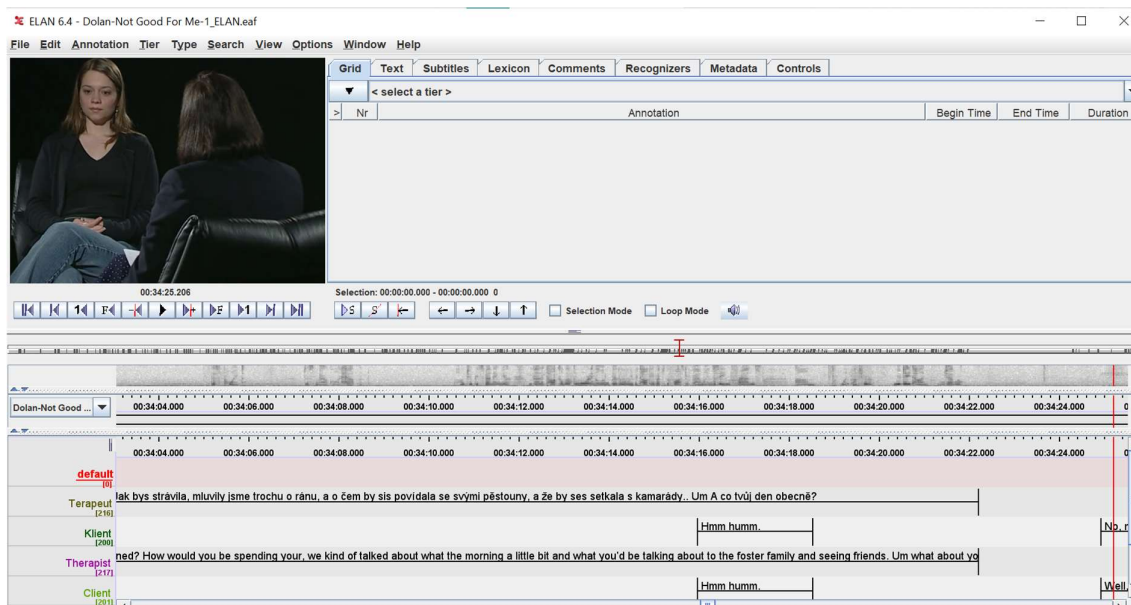 ELAN 6.4 - Dolan-Not Good For Me-1_ELAN.eaf
File Edit Annotation Tier Type Search View Options Window Help
Grid Text Subtitles Lexicon Comments Recognizers Metadata Controls
< select a tier >
> Nr Annotation Begin Time End Time Duration
00:34:25.206
Selection: 00:00:00.000 - 00:00:00.000 0
1 F F 1 S S Selection Mode Loop Mode
Dolan-Not Good ... 00:34:04.000 00:34:06.000 00:34:08.000 00:34:10.000 00:34:12.000 00:34:14.000 00:34:16.000 00:34:18.000 00:34:20.000 00:34:22.000 00:34:24.000 0
00:34:04.000 00:34:06.000 00:34:08.000 00:34:10.000 00:34:12.000 00:34:14.000 00:34:16.000 00:34:18.000 00:34:20.000 00:34:22.000 00:34:24.000 0
default
[0]
Terapeut Jak bys strávila, mluvily jsme trochu o ránu, a o čem by sis povídala se svými pěstouny, a že by ses setkala s kamarády.. Um A co tvůj den obecně?
[216]
Klient Hmm humm. No,
[200]
Therapist ned? How would you be spending your, we kind of talked about what the morning a little bit and what you'd be talking about to the foster family and seeing friends. Um what about yo
[217]
Client Hmm humm. Well,
[201]